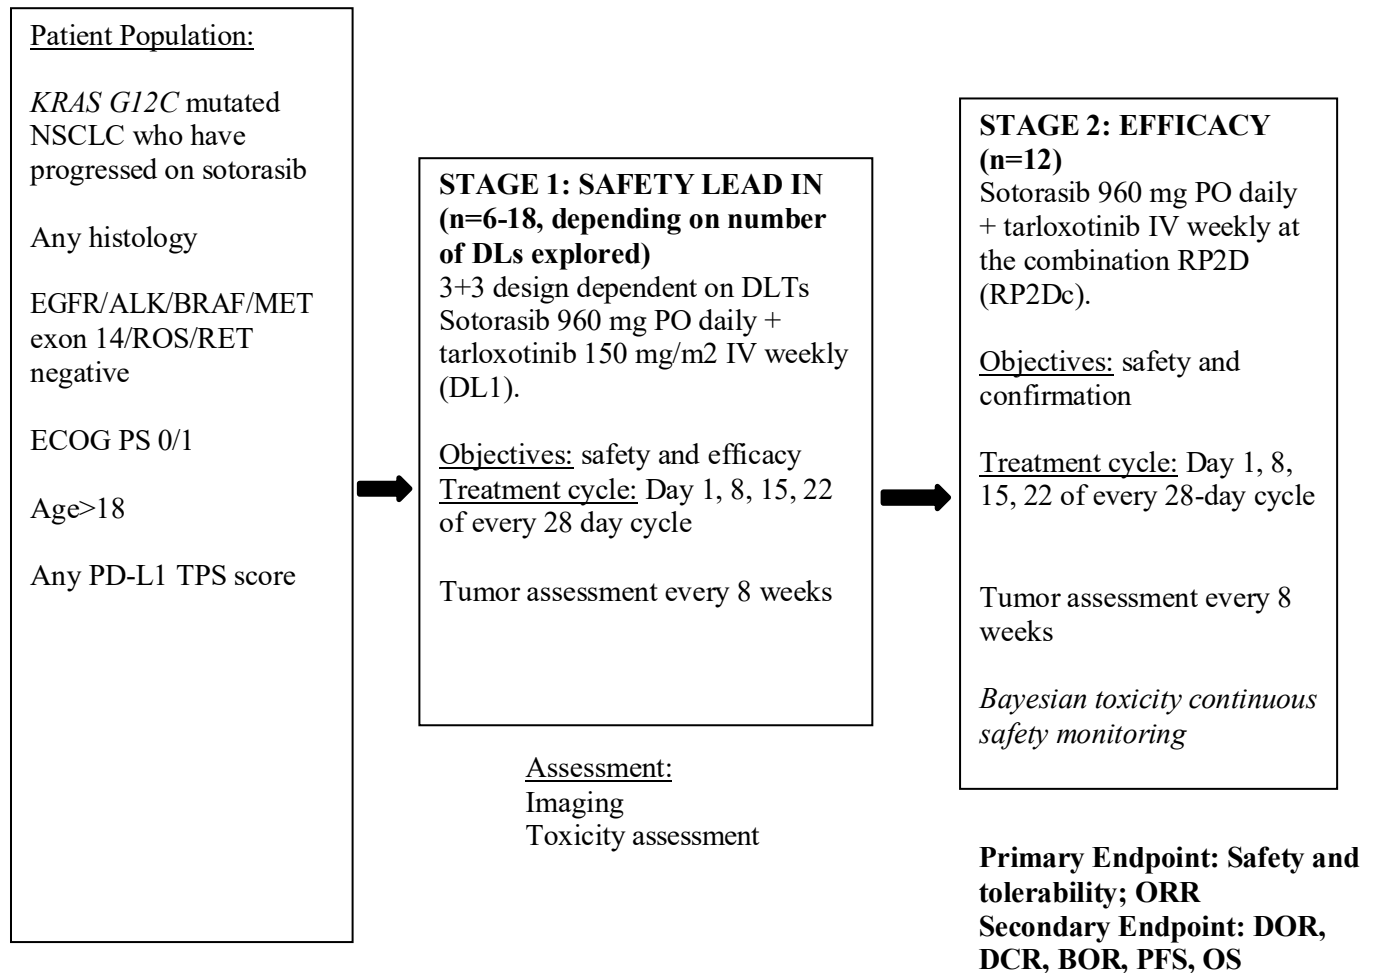 Patient Population:
KRAS G12C mutated
NSCLC who have
progressed on sotorasib
Any histology
EGFR/ALK/BRAF/MET
exon 14/ROS/RET
negative
ECOG PS 0/1
Age>18
Any PD-L1 TPS score
STAGE 1: SAFETY LEAD IN
(n=6-18, depending on number
of DLs explored)
3+3 design dependent on DLTs
Sotorasib 960 mg PO daily +
tarloxotinib 150 mg/m2 IV weekly
(DL1).
Objectives: safety and efficacy
Treatment cycle: Day 1, 8, 15, 22
of every 28 day cycle
Tumor assessment every 8 weeks
Assessment:
Imaging
Toxicity assessment
STAGE 2: EFFICACY
(n=12)
Sotorasib 960 mg PO daily
+ tarloxotinib IV weekly at
the combination RP2D
(RP2Dc).
Objectives: safety and
confirmation
Treatment cycle: Day 1, 8,
15, 22 of every 28-day cycle
Tumor assessment every 8
weeks
Bayesian toxicity continuous
safety monitoring
Primary Endpoint: Safety and
tolerability; ORR
Secondary Endpoint: DOR,
DCR, BOR, PFS, OS